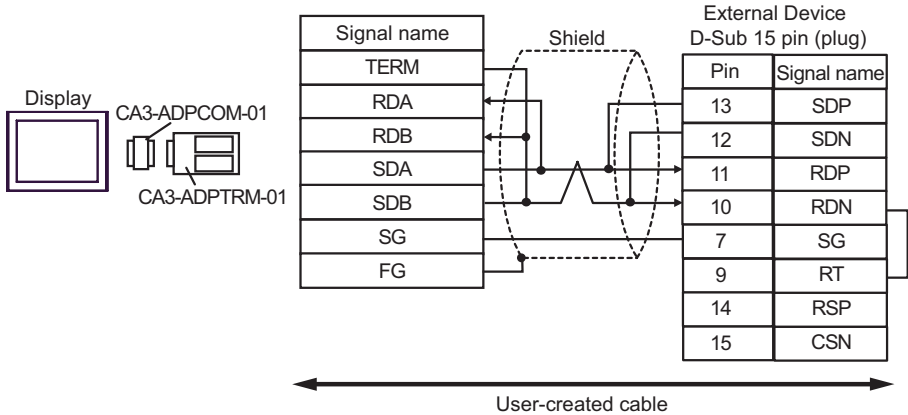 Display
CA3-ADPCOM-01
CA3-ADPTRM-01
Signal name
TERM
RDA
RDB
SDA
SDB
SG
FG
Shield
External Device
D-Sub 15 pin (plug)
Pin Signal name
13 SDP
12 SDN
11 RDP
10 RDN
7 SG
9 RT
14 RSP
15 CSN
User-created cable